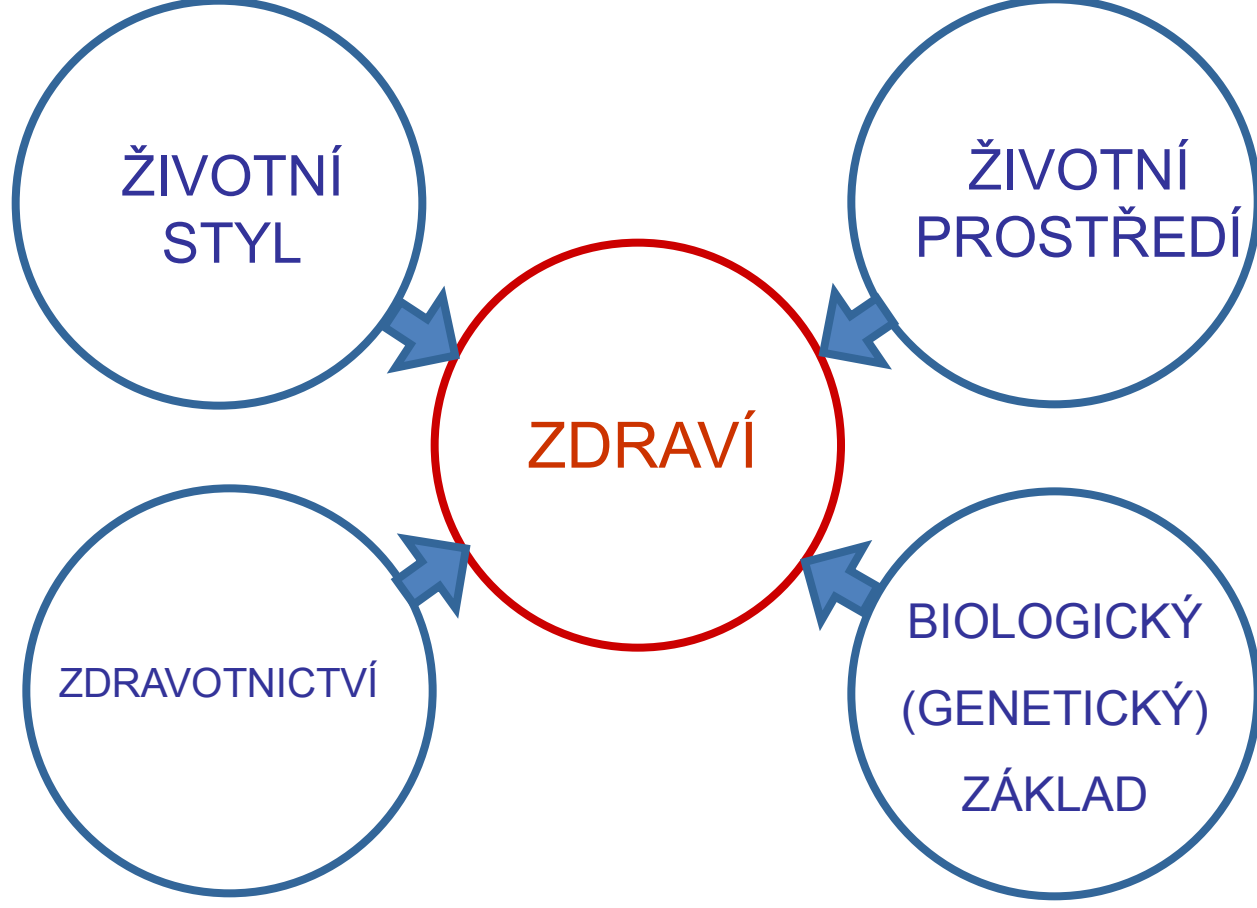 ŽIVOTNÍ
STYL
ŽIVOTNÍ
PROSTŘEDÍ
ZDRAVÍ
ZDRAVOTNICTVÍ
BIOLOGICKÝ
(GENETICKÝ)
ZÁKLAD